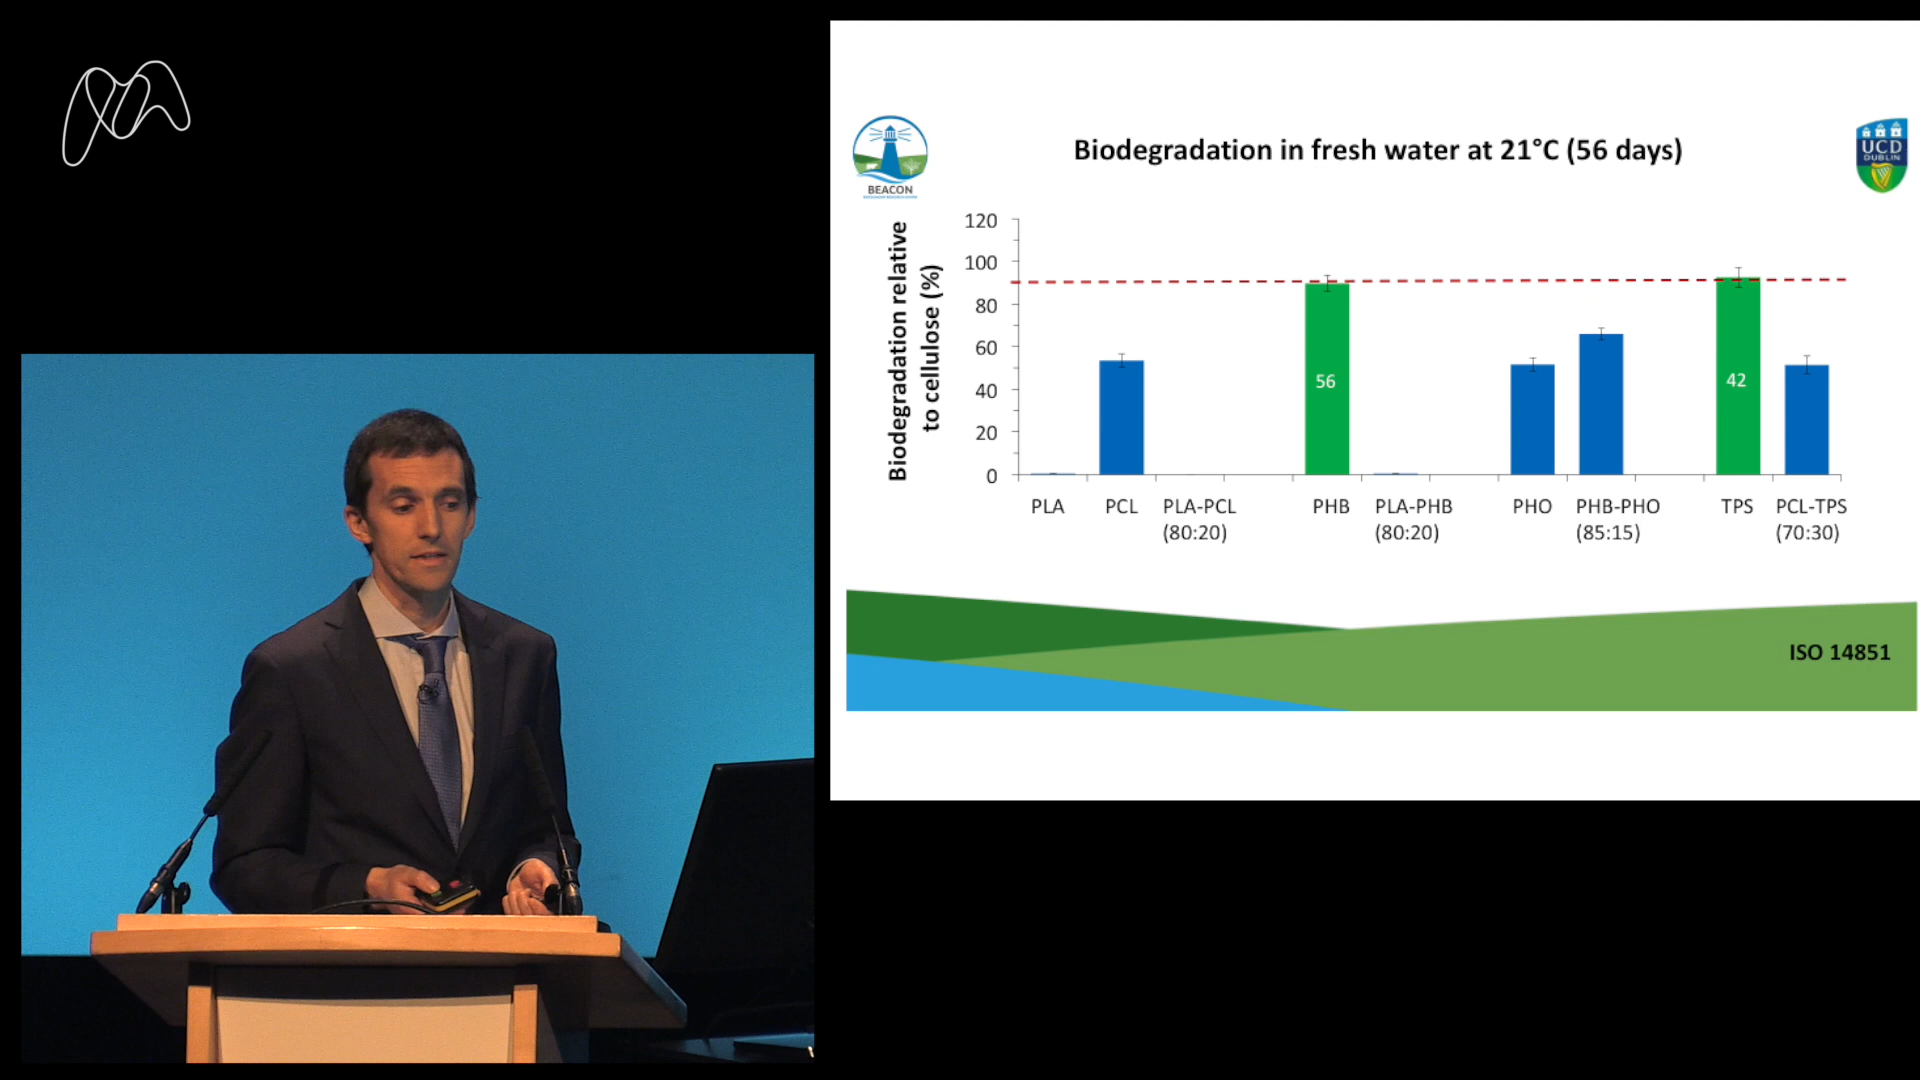 Biodegradation in fresh water at 21°C (56 days)
BEACON
UCD
DUBLIN
Biodegradation relative
to cellulose (%)
120
100
80
60
40
20
0
56
42
PLA
PCL
PLA-PCL
(80:20)
PHB
PLA-PHB
(80:20)
PHO
PHB-PHO
(85:15)
TPS
PCL-TPS
(70:30)
ISO 14851